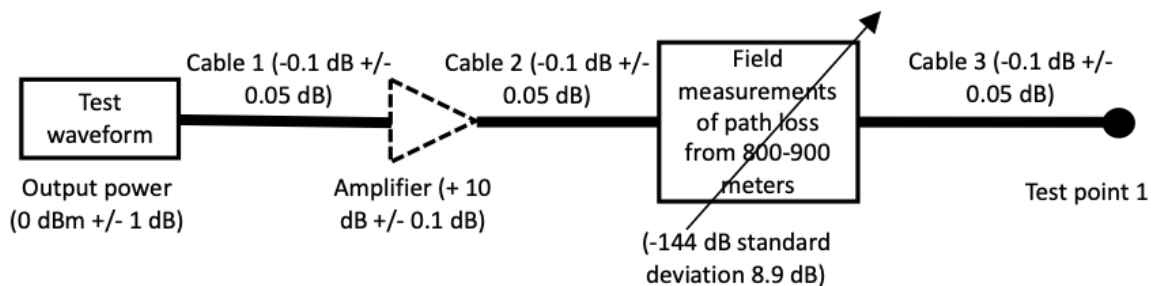 Test
waveform
Output power
(0 dBm +/- 1 dB)
Cable 1 (-0.1 dB +/-
0.05 dB)
Amplifier (+ 10
dB +/- 0.1 dB)
Cable 2 (-0.1 dB +/-
0.05 dB)
Field
measurements
of path loss
from 800-900
meters
(-144 dB standard
deviation 8.9 dB)
Cable 3 (-0.1 dB +/-
0.05 dB)
Test point 1